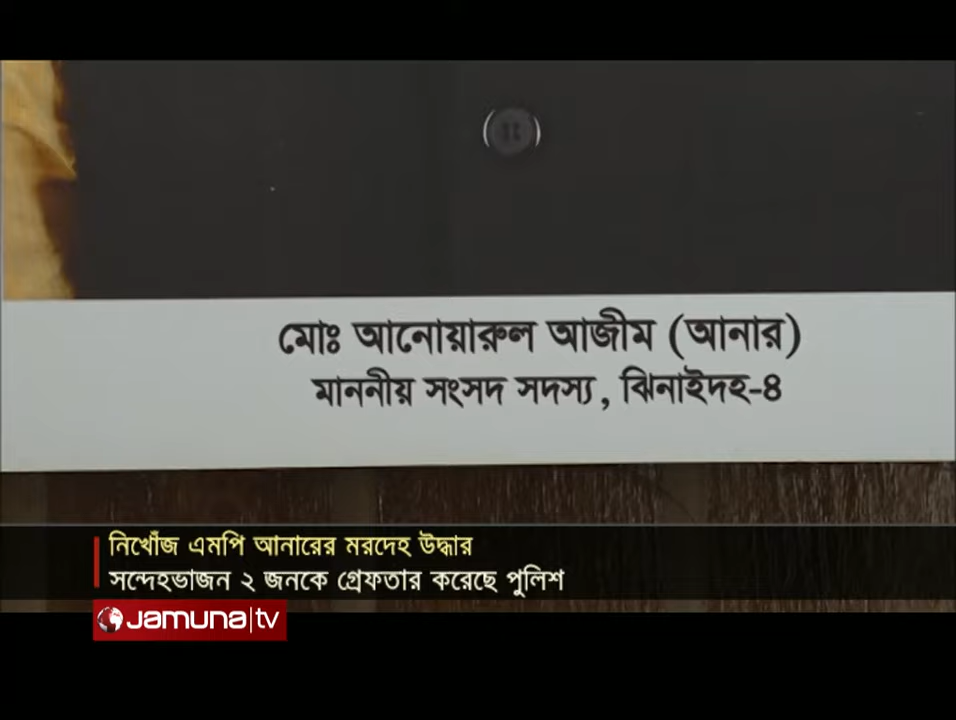 মোঃ আনোয়ারুল আজীম (আনার)
মাননীয় সংসদ সদস্য, ঝিনাইদহ-৪
নিখোঁজ এমপি আনারের মরদেহ উদ্ধার
সন্দেহভাজন ২ জনকে গ্রেফতার করেছে পুলিশ
Jamuna|tv